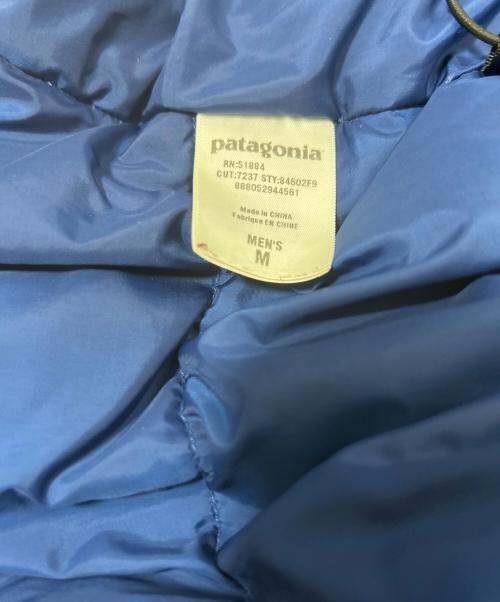 patagonia
RN:51884
CUT:7237 STY:84602F9
888052944561
Made in CHINA
Fabriqué EN CHINE
MEN'S
M